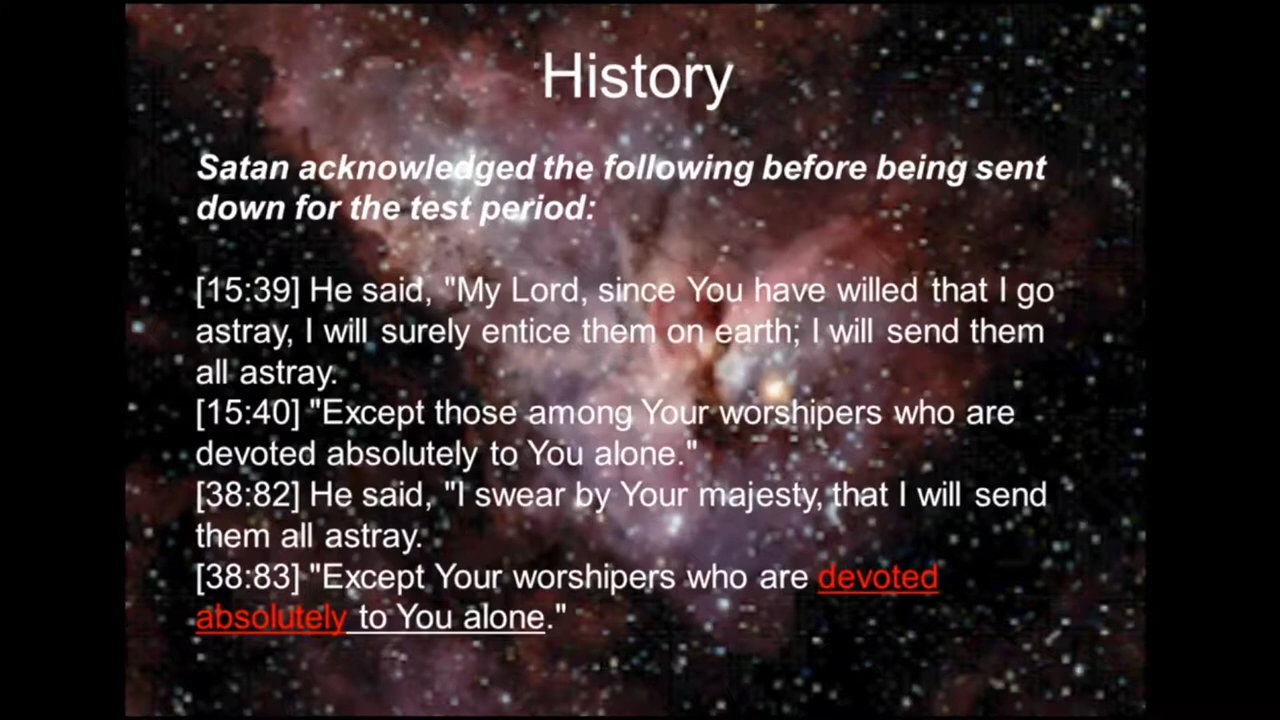 History
Satan acknowledged the following before being sent
down for the test period:
[15:39] He said, "My Lord, since You have willed that I go
astray, I will surely entice them on earth; I will send them
all astray.
[15:40] "Except those among Your worshipers who are
devoted absolutely to You alone."
[38:82] He said, "I swear by Your majesty, that I will send
them all astray.
[38:83] "Except Your worshipers who are devoted
absolutely to You alone."